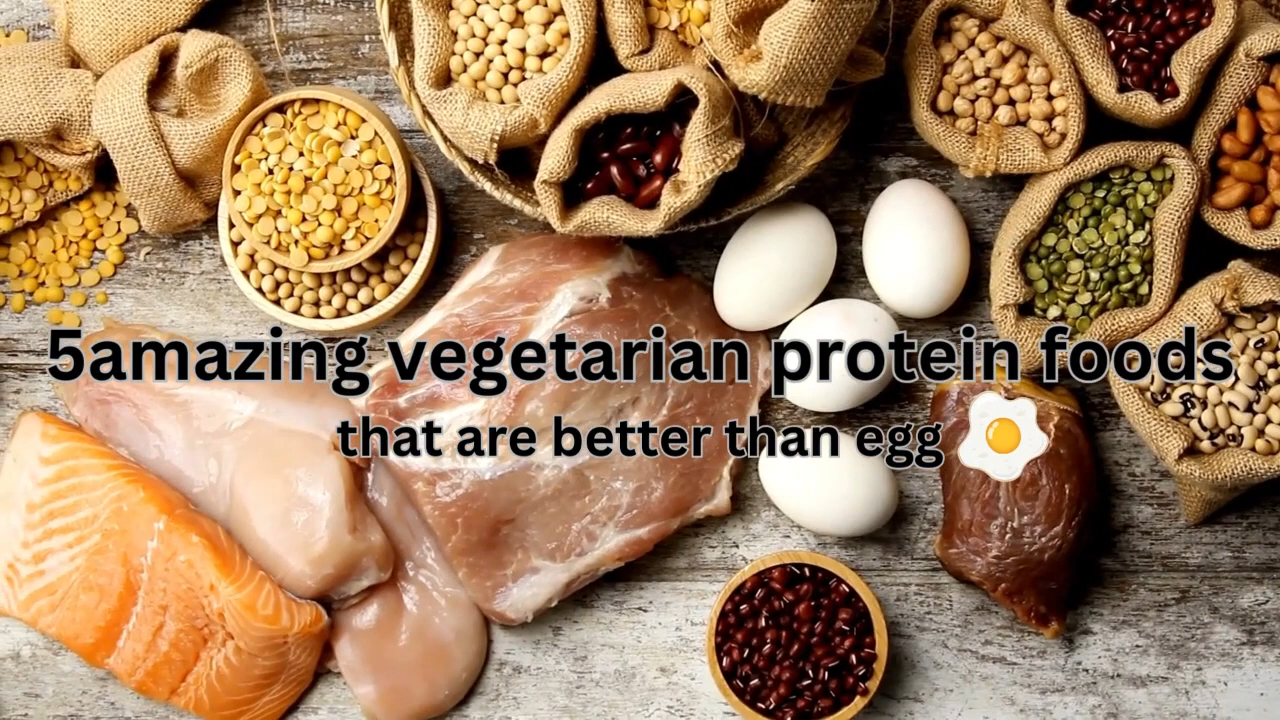 5amazing vegetarian protein foods
that are better than egg